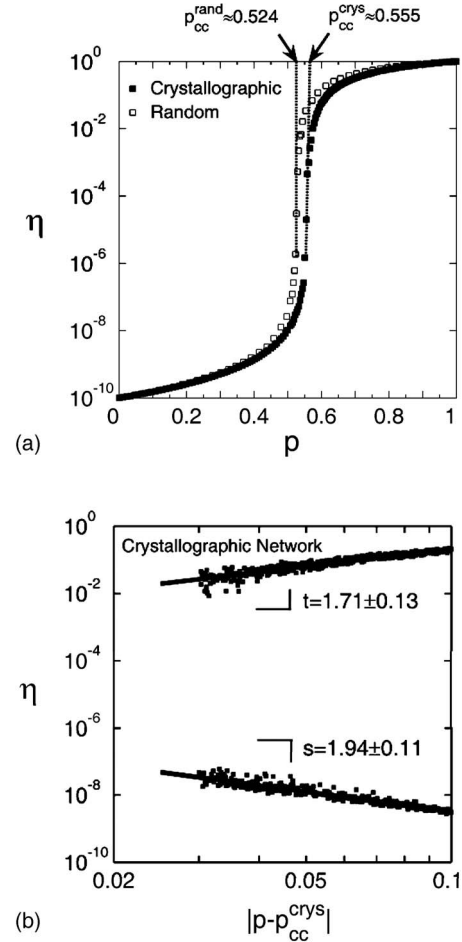 p_cc^rand≈0.524 p_cc^crys≈0.555
10^0
■ Crystallographic
□ Random
10^-2
10^-4
η
10^-6
10^-8
10^-10
0 0.2 0.4 0.6 0.8 1
(a) p
10^0
Crystallographic Network
10^-2
t=1.71±0.13
10^-4
η
10^-6
s=1.94±0.11
10^-8
10^-10
0.02 0.05 0.1
(b) |p-p_cc^crys|